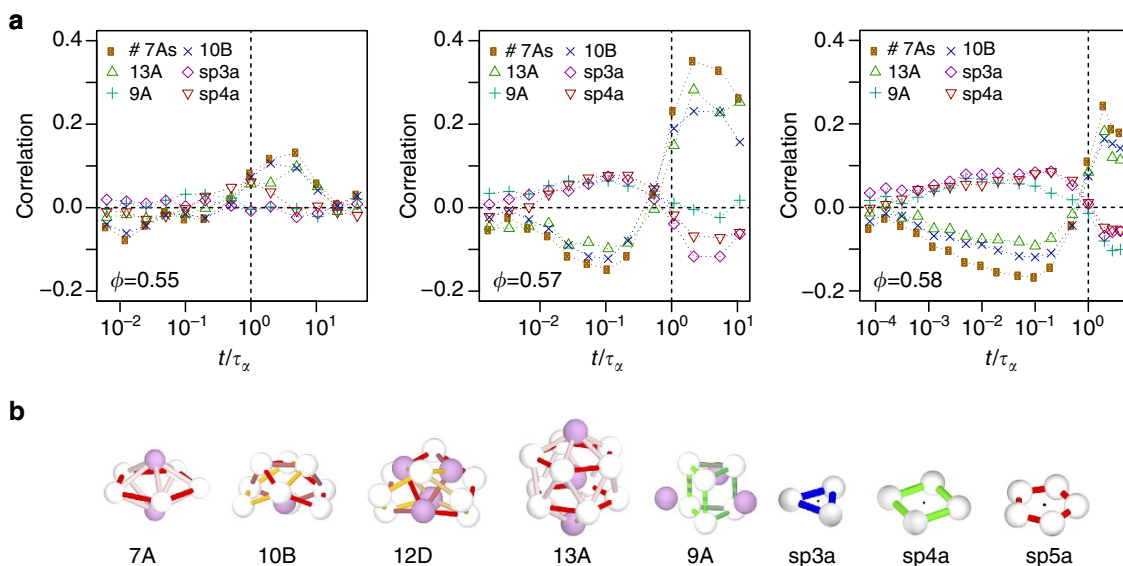 a
0.4
0.2
0.0
−0.2
Correlation
# 7As
10B
13A
sp3a
9A
sp4a
ϕ=0.55
10⁻² 10⁻¹ 10⁰ 10¹
t/τα
0.4
0.2
0.0
−0.2
Correlation
# 7As
10B
13A
sp3a
9A
sp4a
ϕ=0.57
10⁻² 10⁻¹ 10⁰ 10¹
t/τα
0.4
0.2
0.0
−0.2
Correlation
# 7As
10B
13A
sp3a
9A
sp4a
ϕ=0.58
10⁻⁴ 10⁻³ 10⁻² 10⁻¹ 10⁰
t/τα
b
7A 10B 12D 13A 9A sp3a sp4a sp5a